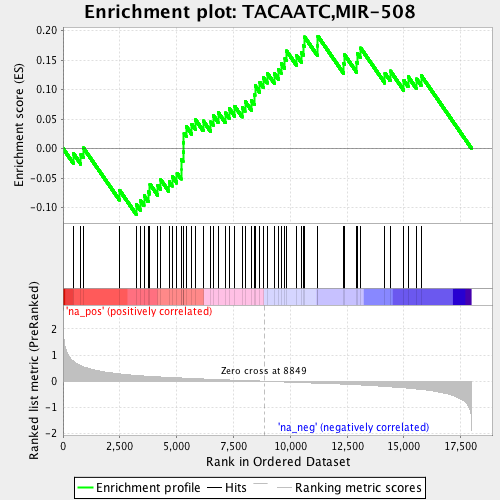 Enrichment plot: TACAATC,MIR-508
Enrichment score (ES)
0.20
0.15
0.10
0.05
0.00
-0.05
-0.10
'na_pos' (positively correlated)
Ranked list metric (PreRanked)
2
1
0
-1
-2
Zero cross at 8849
'na_neg' (negatively correlated)
0 2,500 5,000 7,500 10,000 12,500 15,000 17,500
Rank in Ordered Dataset
Enrichment profile Hits Ranking metric scores